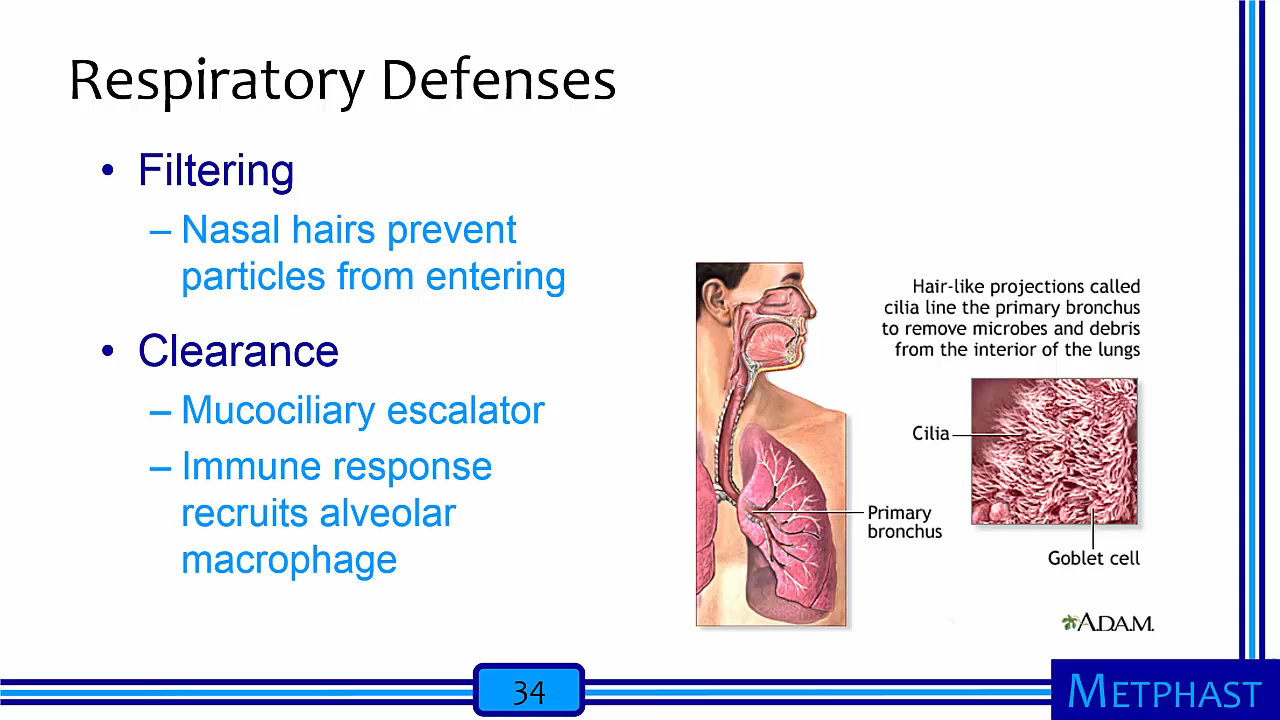 Respiratory Defenses
• Filtering
– Nasal hairs prevent
particles from entering
• Clearance
– Mucociliary escalator
– Immune response
recruits alveolar
macrophage
Hair-like projections called
cilia line the primary bronchus
to remove microbes and debris
from the interior of the lungs
Cilia
Primary
bronchus
Goblet cell
A.D.A.M.
34
METPHAST